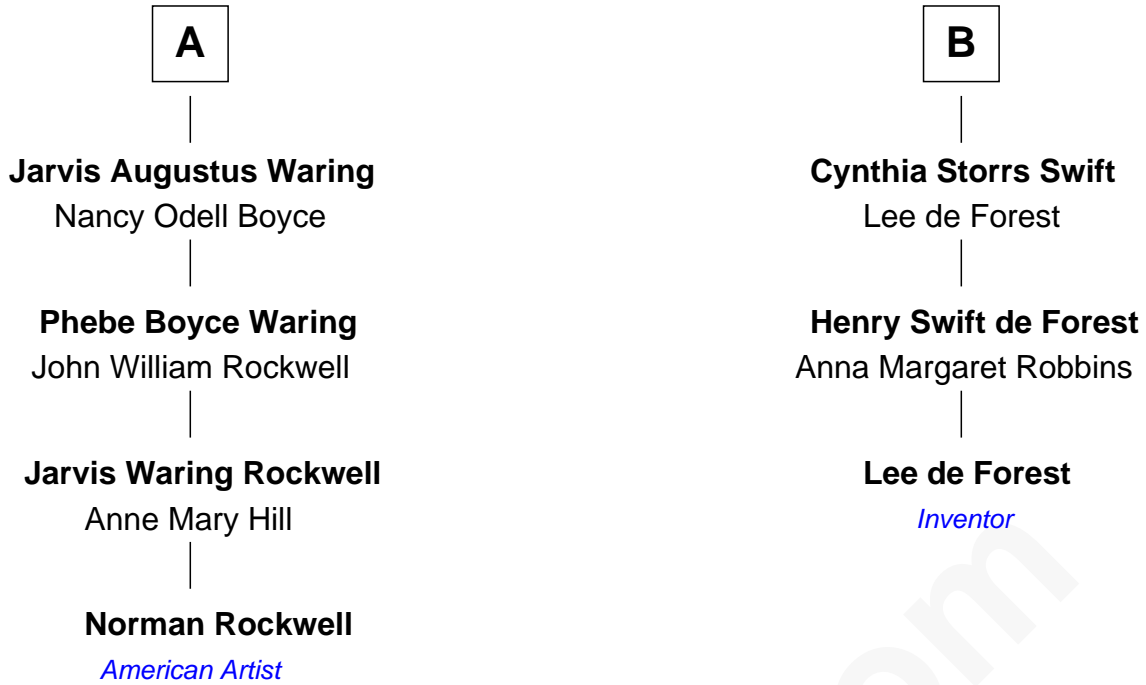 A
Jarvis Augustus Waring
Nancy Odell Boyce
Phebe Boyce Waring
John William Rockwell
Jarvis Waring Rockwell
Anne Mary Hill
Norman Rockwell
American Artist
B
Cynthia Storrs Swift
Lee de Forest
Henry Swift de Forest
Anna Margaret Robbins
Lee de Forest
Inventor
om